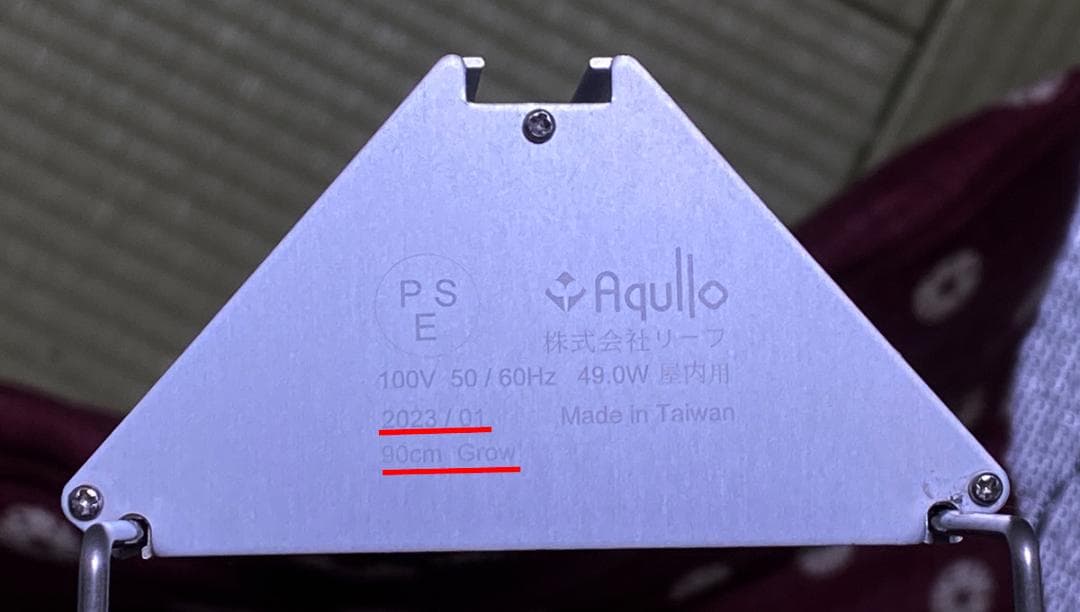 PSE
Aqullo
株式会社リーフ
100V 50 / 60Hz 49.0W 屋内用
2023 / 01 Made in Taiwan
90cm Grow